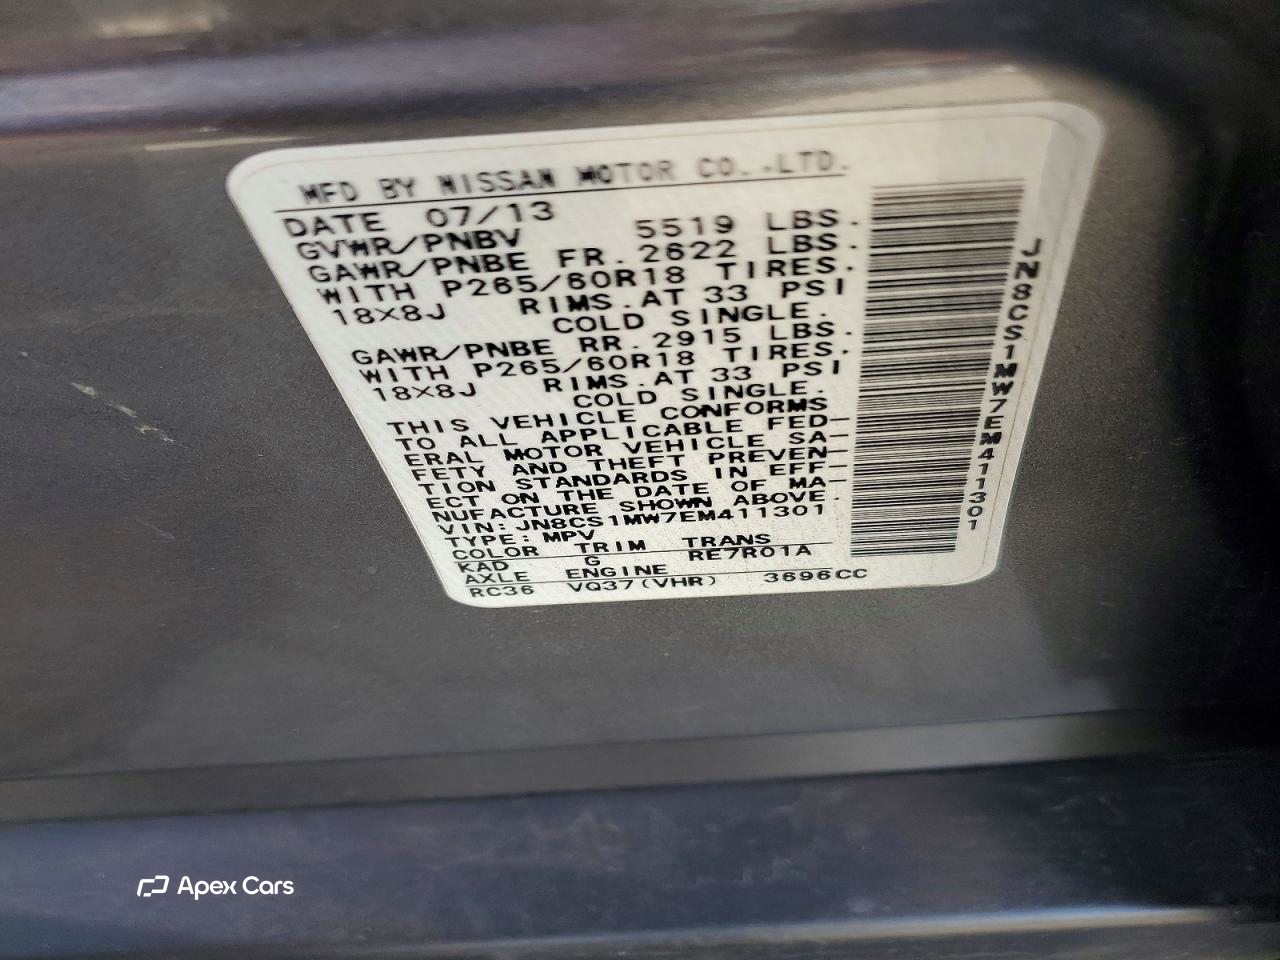 MFD BY NISSAN MOTOR CO.,LTD.
DATE 07/13
GVWR/PNBV 5519 LBS.
GAWR/PNBE FR. 2622 LBS.
WITH P265/60R18 TIRES.
18X8J RIMS.AT 33 PSI
COLD SINGLE.
GAWR/PNBE RR. 2915 LBS.
WITH P265/60R18 TIRES.
18X8J RIMS.AT 33 PSI
COLD SINGLE.
THIS VEHICLE CONFORMS
TO ALL APPLICABLE FED-
ERAL MOTOR VEHICLE SA-
FETY AND THEFT PREVEN-
TION STANDARDS IN EFF-
ECT ON THE DATE OF MA-
NUFACTURE SHOWN ABOVE.
VIN: JN8CS1MW7EM411301
TYPE: MPV
COLOR TRIM TRANS
KAD G RE7R01A
AXLE ENGINE
RC36 VQ37(VHR) 3696CC
JN8CS1MW7EM411301
Apex Cars